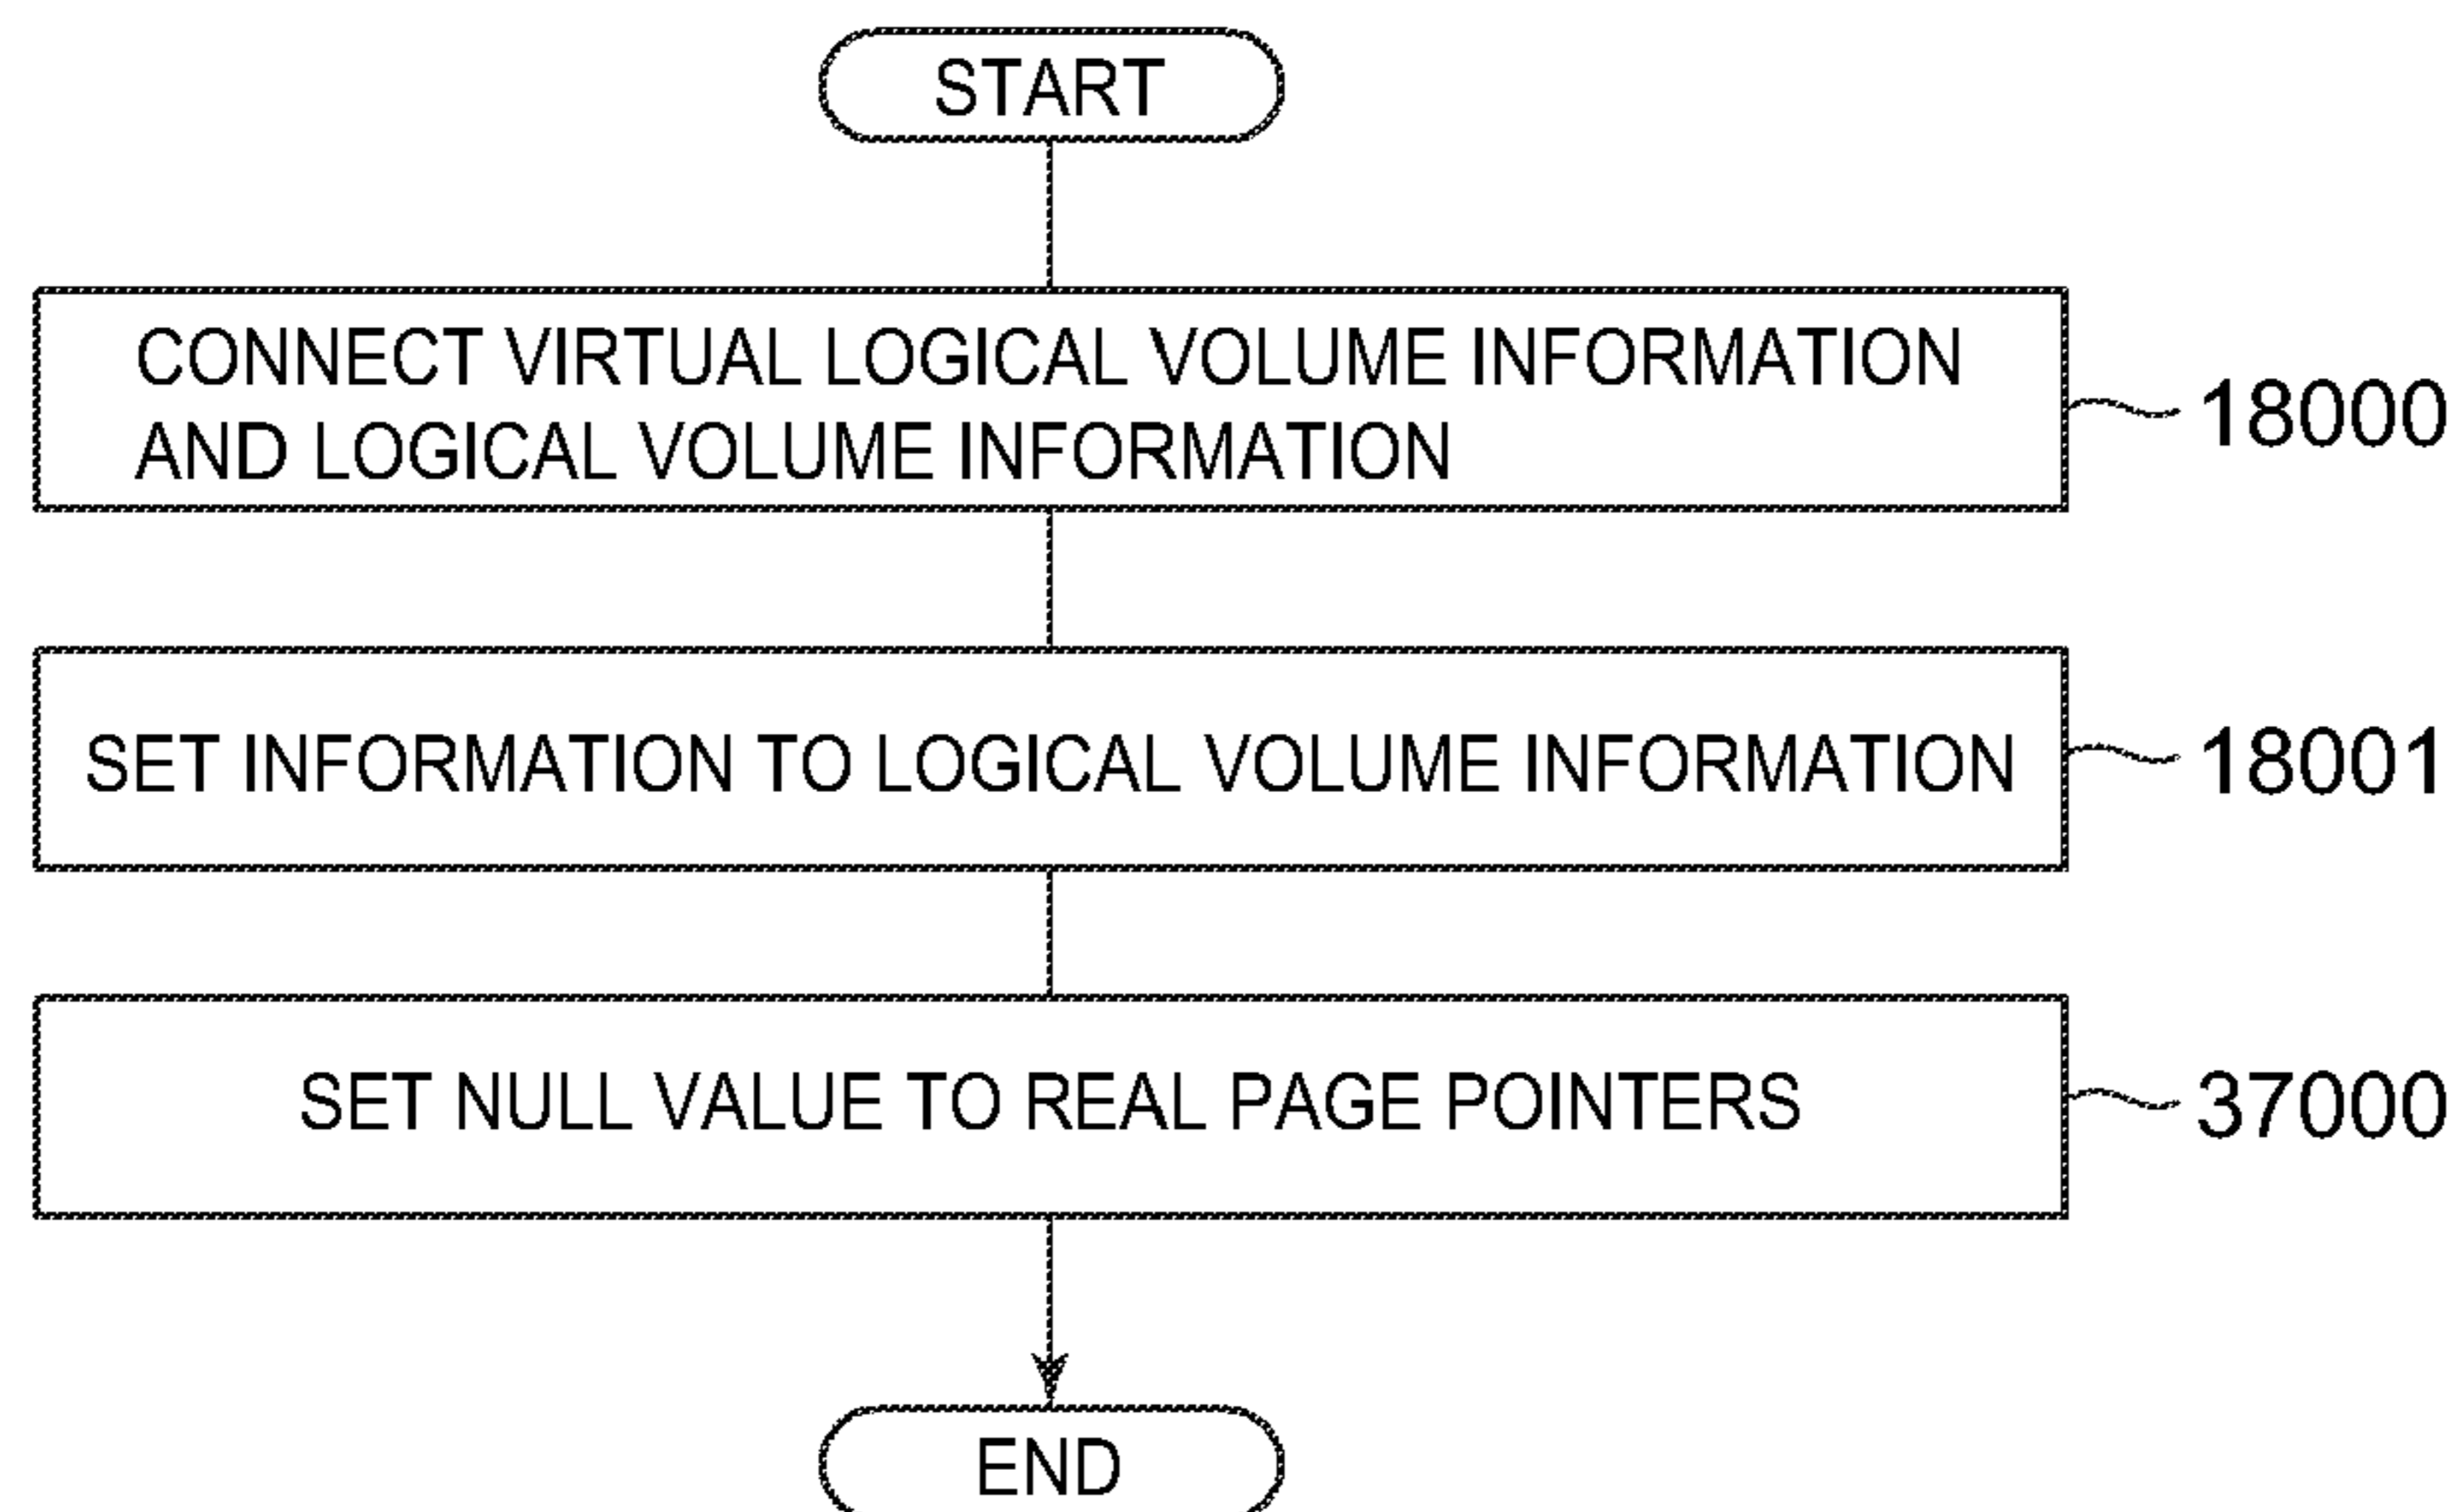 START
CONNECT VIRTUAL LOGICAL VOLUME INFORMATION
AND LOGICAL VOLUME INFORMATION
18000
SET INFORMATION TO LOGICAL VOLUME INFORMATION
18001
SET NULL VALUE TO REAL PAGE POINTERS
37000
END